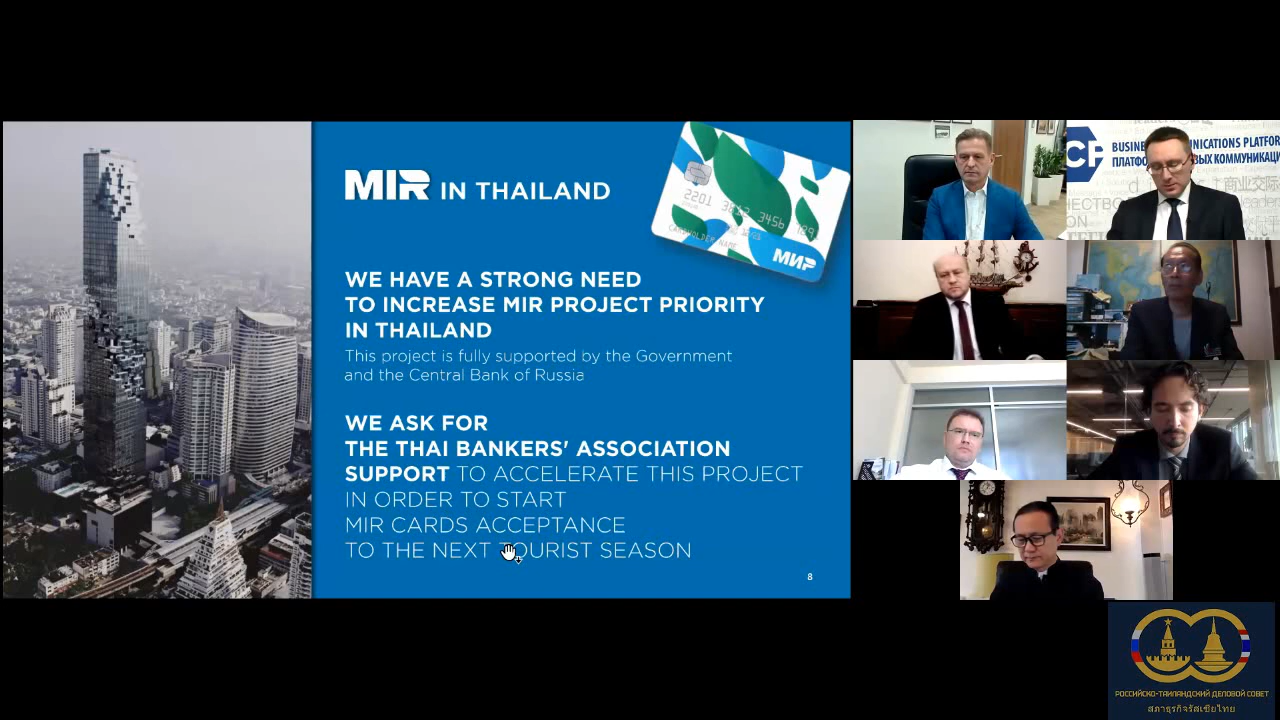 MIR IN THAILAND
WE HAVE A STRONG NEED
TO INCREASE MIR PROJECT PRIORITY
IN THAILAND
This project is fully supported by the Government
and the Central Bank of Russia
WE ASK FOR
THE THAI BANKERS' ASSOCIATION
SUPPORT TO ACCELERATE THIS PROJECT
IN ORDER TO START
MIR CARDS ACCEPTANCE
TO THE NEXT TOURIST SEASON
8
2201 3812 3456
CARDHOLDER NAME
МИР
РОССИЙСКО-ТАИЛАНДСКИЙ ДЕЛОВОЙ СОВЕТ
สภาธุรกิจรัสเซียไทย